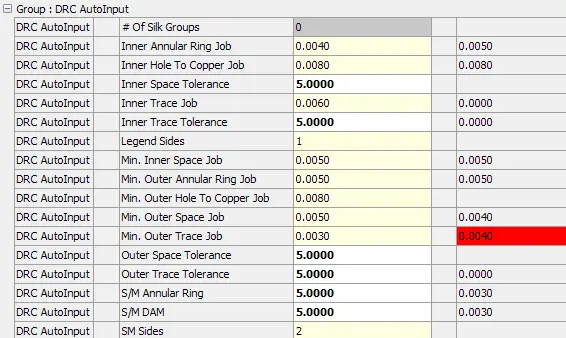 Group : DRC AutoInput
DRC AutoInput # Of Silk Groups 0
DRC AutoInput Inner Annular Ring Job 0.0040 0.0050
DRC AutoInput Inner Hole To Copper Job 0.0080 0.0080
DRC AutoInput Inner Space Tolerance 5.0000
DRC AutoInput Inner Trace Job 0.0060 0.0000
DRC AutoInput Inner Trace Tolerance 5.0000 0.0000
DRC AutoInput Legend Sides 1
DRC AutoInput Min. Inner Space Job 0.0050 0.0050
DRC AutoInput Min. Outer Annular Ring Job 0.0050 0.0050
DRC AutoInput Min. Outer Hole To Copper Job 0.0080
DRC AutoInput Min. Outer Space Job 0.0050 0.0040
DRC AutoInput Min. Outer Trace Job 0.0030 0.0040
DRC AutoInput Outer Space Tolerance 5.0000
DRC AutoInput Outer Trace Tolerance 5.0000 0.0000
DRC AutoInput S/M Annular Ring 5.0000 0.0030
DRC AutoInput S/M DAM 5.0000 0.0030
DRC AutoInput SM Sides 2